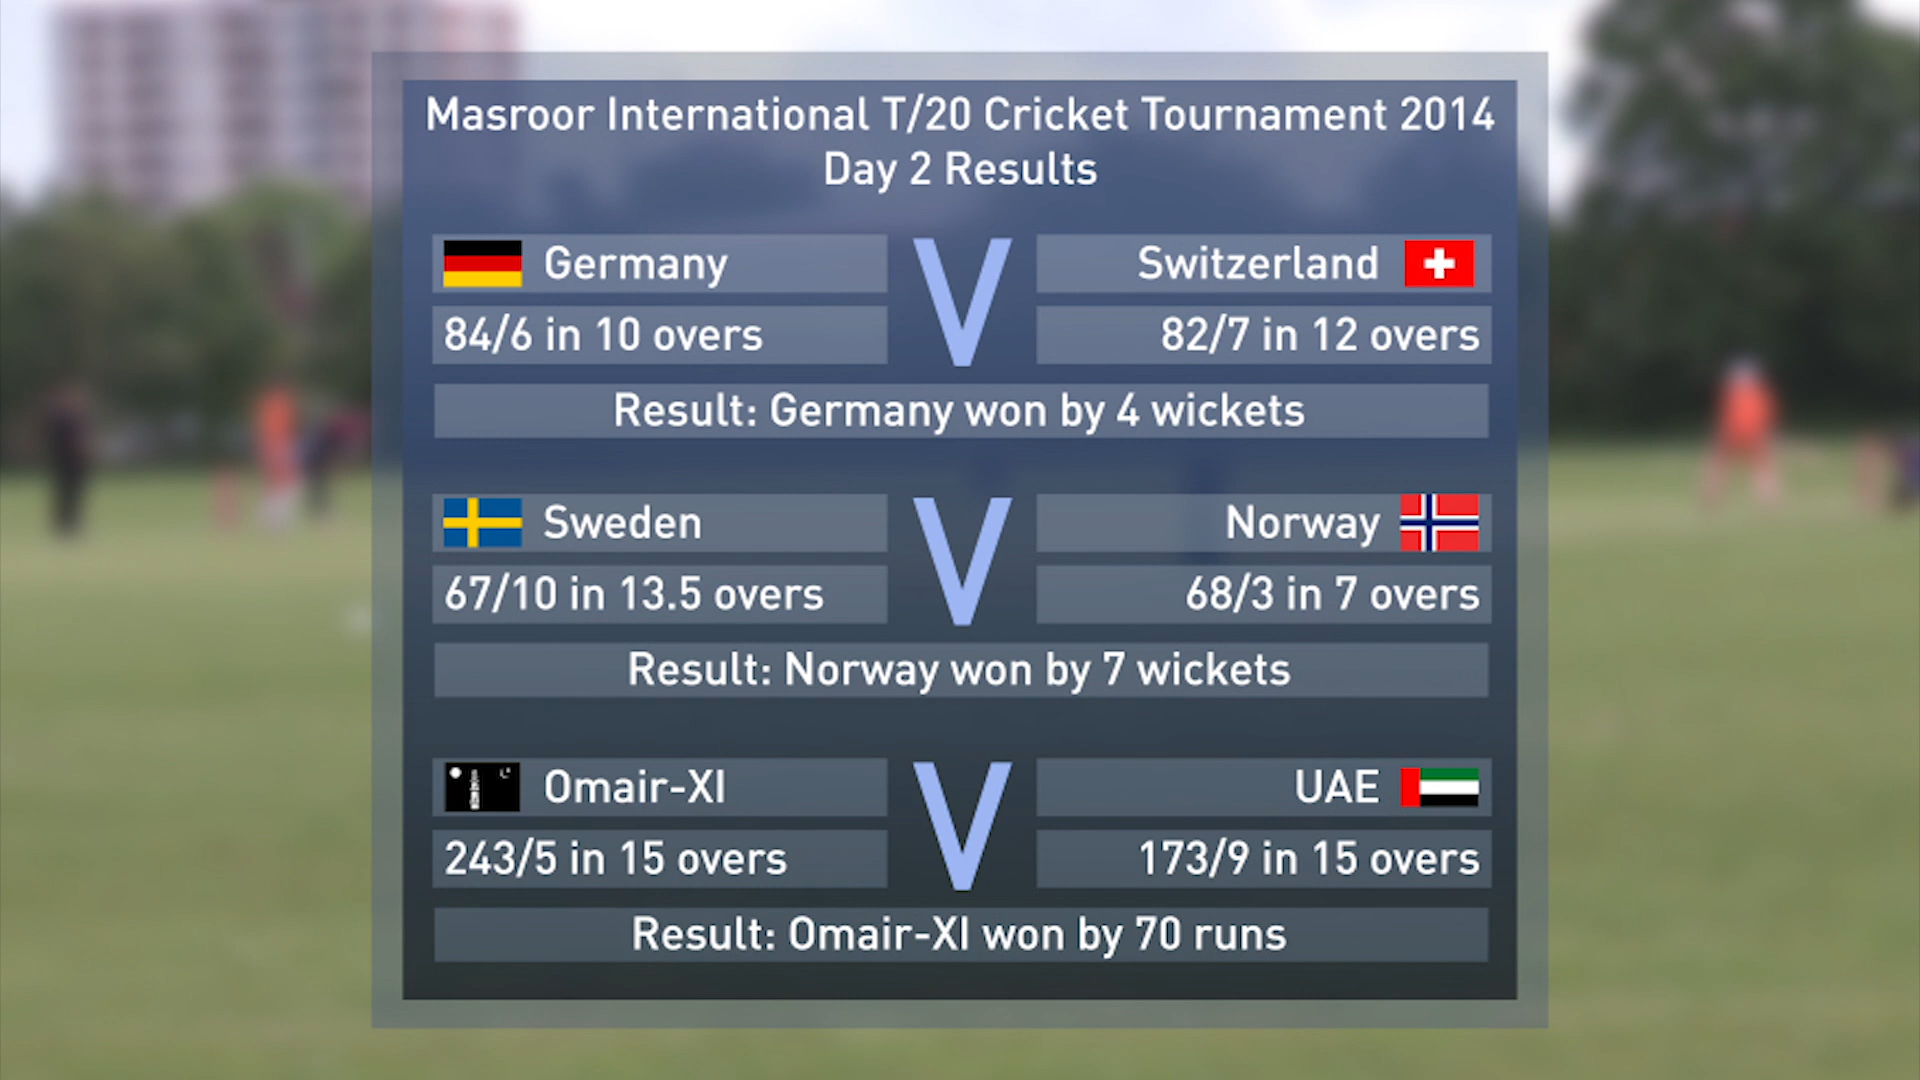 Masroor International T/20 Cricket Tournament 2014
Day 2 Results
Germany V Switzerland
84/6 in 10 overs 82/7 in 12 overs
Result: Germany won by 4 wickets
Sweden V Norway
67/10 in 13.5 overs 68/3 in 7 overs
Result: Norway won by 7 wickets
Omair-XI V UAE
243/5 in 15 overs 173/9 in 15 overs
Result: Omair-XI won by 70 runs